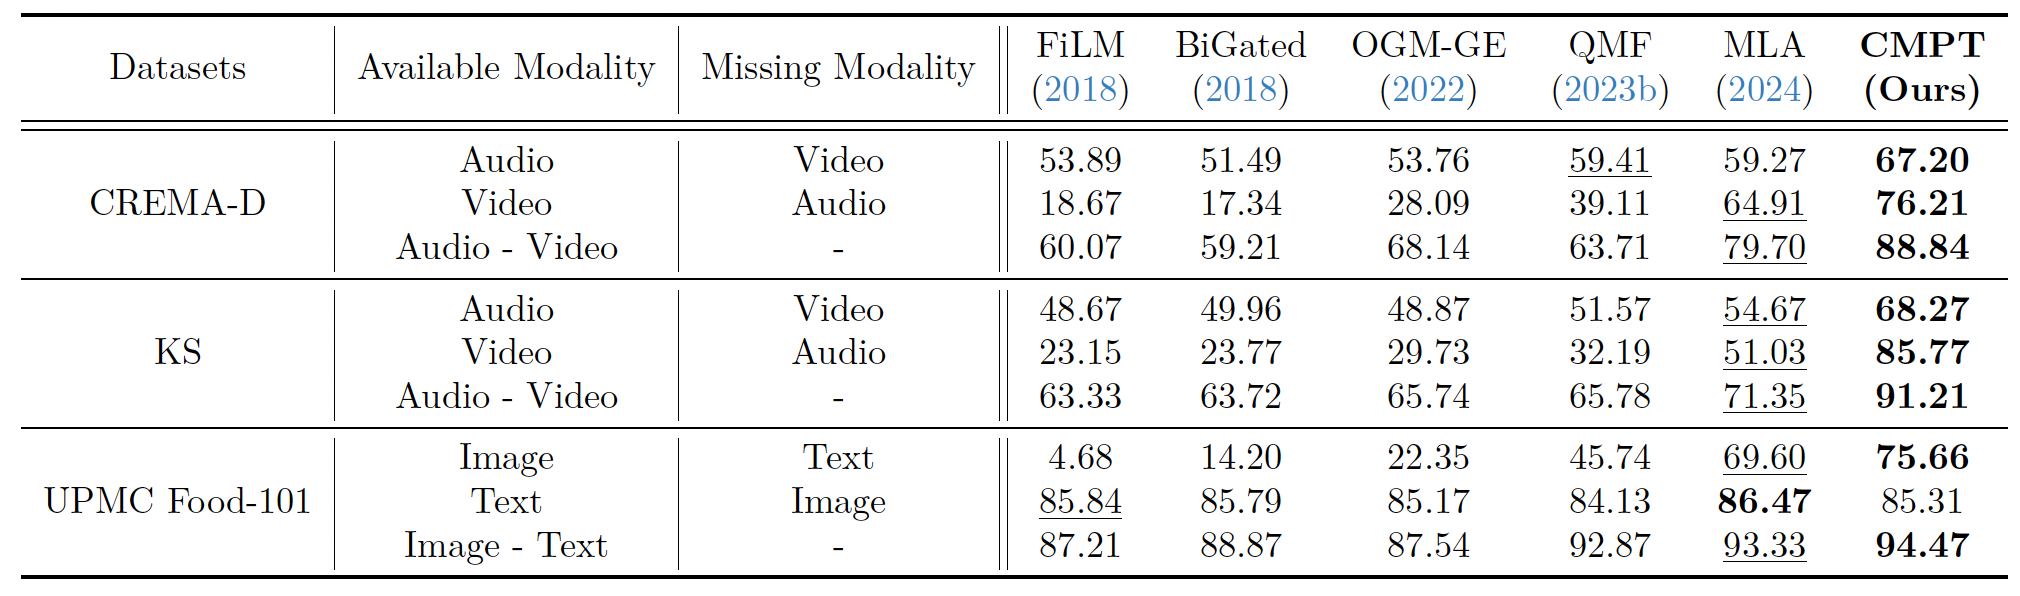 Datasets Available Modality Missing Modality FiLM (2018) BiGated (2018) OGM-GE (2022) QMF (2023b) MLA (2024) CMPT (Ours)
CREMA-D
Audio Video 53.89 51.49 53.76 59.41 59.27 67.20
Video Audio 18.67 17.34 28.09 39.11 64.91 76.21
Audio - Video - 60.07 59.21 68.14 63.71 79.70 88.84
KS
Audio Video 48.67 49.96 48.87 51.57 54.67 68.27
Video Audio 23.15 23.77 29.73 32.19 51.03 85.77
Audio - Video - 63.33 63.72 65.74 65.78 71.35 91.21
UPMC Food-101
Image Text 4.68 14.20 22.35 45.74 69.60 75.66
Text Image 85.84 85.79 85.17 84.13 86.47 85.31
Image - Text - 87.21 88.87 87.54 92.87 93.33 94.47